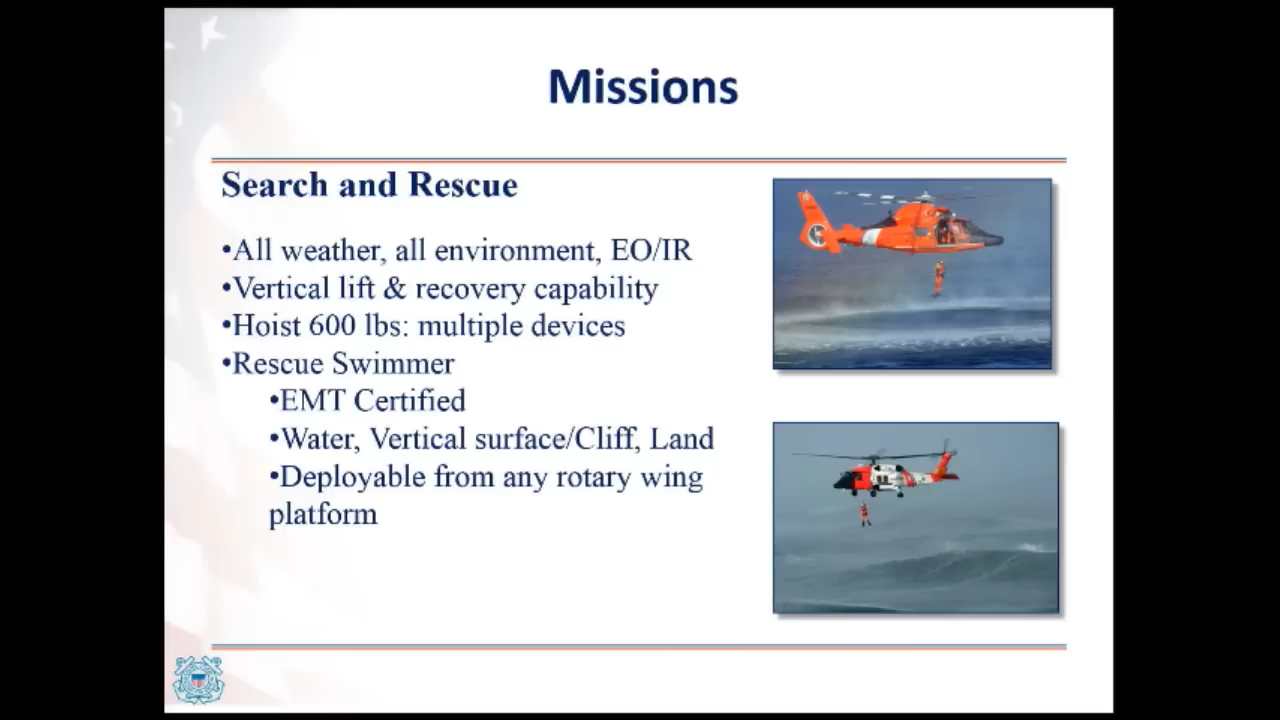 Missions
Search and Rescue
•All weather, all environment, EO/IR
•Vertical lift & recovery capability
•Hoist 600 lbs: multiple devices
•Rescue Swimmer
•EMT Certified
•Water, Vertical surface/Cliff, Land
•Deployable from any rotary wing
platform